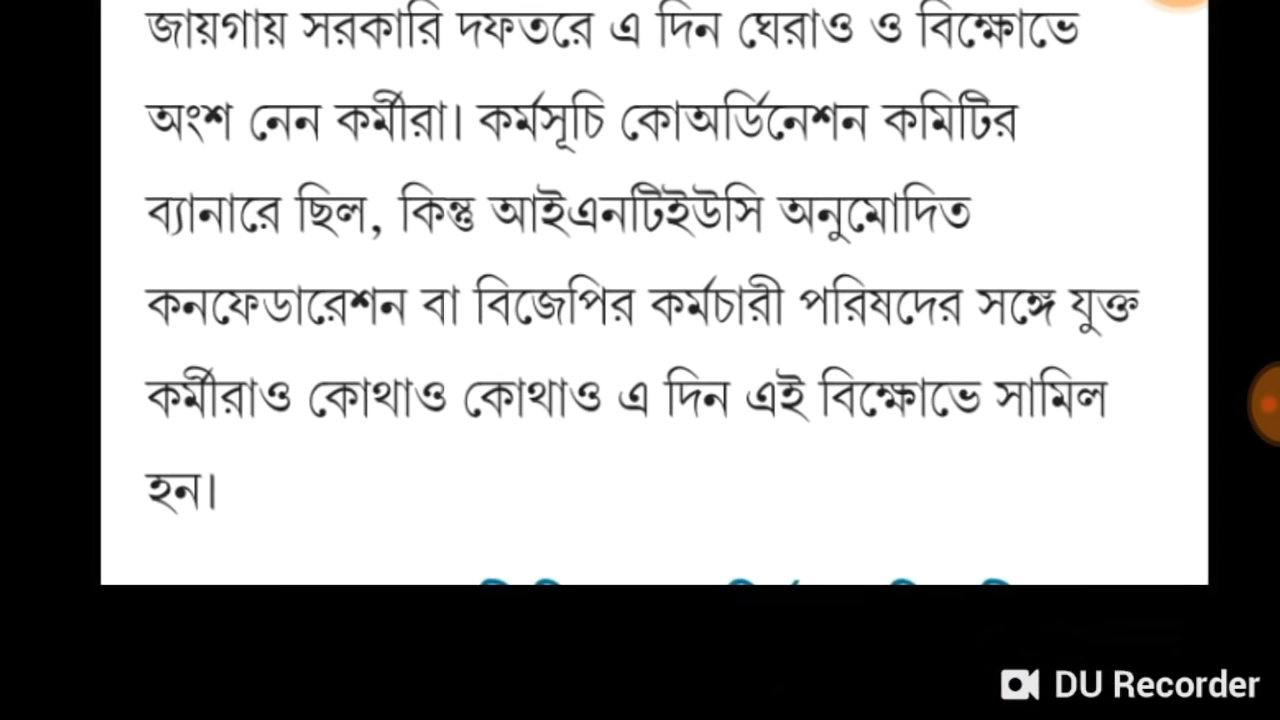 জায়গায় সরকারি দফতরে এ দিন ঘেরাও ও বিক্ষোভে
অংশ নেন কর্মীরা। কর্মসূচি কোঅর্ডিনেশন কমিটির
ব্যানারে ছিল, কিন্তু আইএনটিইউসি অনুমোদিত
কনফেডারেশন বা বিজেপির কর্মচারী পরিষদের সঙ্গে যুক্ত
কর্মীরাও কোথাও কোথাও এ দিন এই বিক্ষোভে সামিল
হন।
DU Recorder